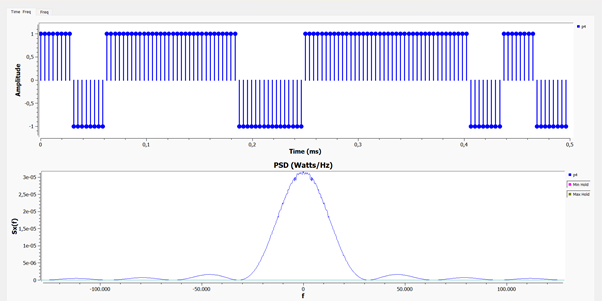 Time Freq Freq
p4
1
0,5
0
0,5
-1
Amplitude
0 0,1 0,2 0,3 0,4 0,5
Time (ms)
PSD (Watts/Hz)
p4
Min Hold
Max Hold
3e-05
2,5e-05
2e-05
1,5e-05
1e-05
5e-06
0
Sx(f)
-100.000 -50.000 0 50.000 100.000
f